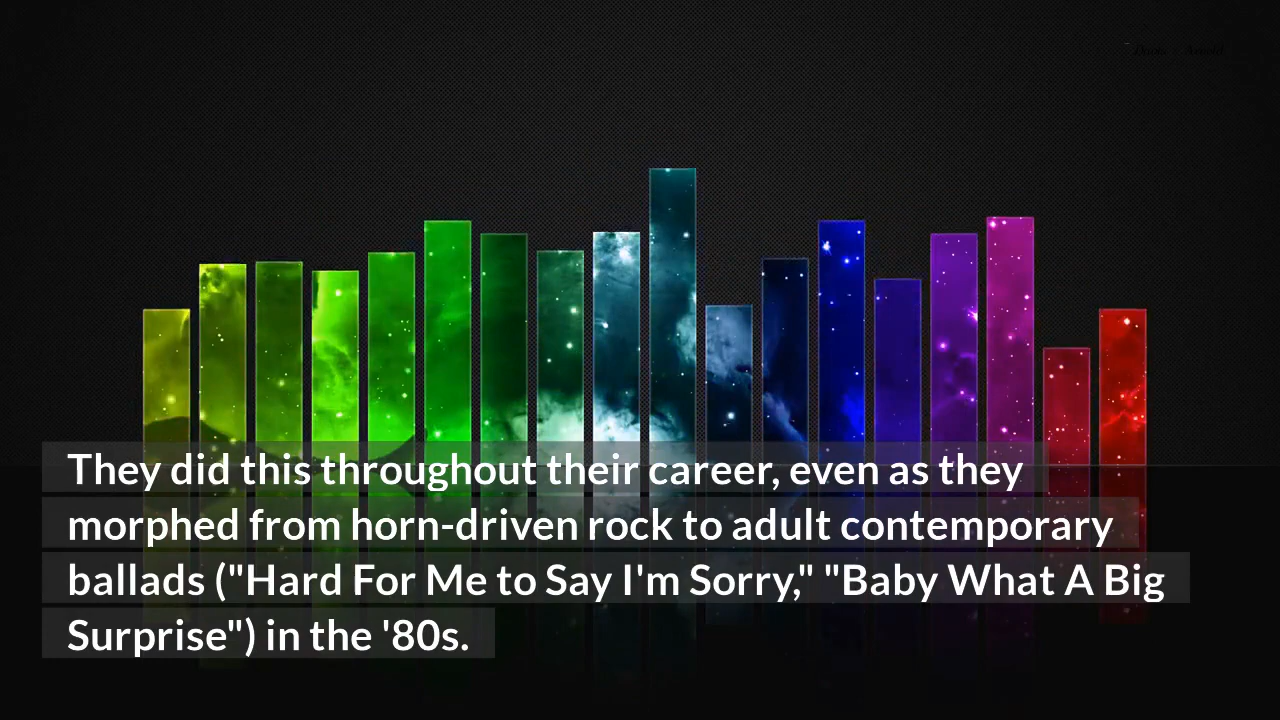 They did this throughout their career, even as they
morphed from horn-driven rock to adult contemporary
ballads ("Hard For Me to Say I'm Sorry," "Baby What A Big
Surprise") in the '80s.